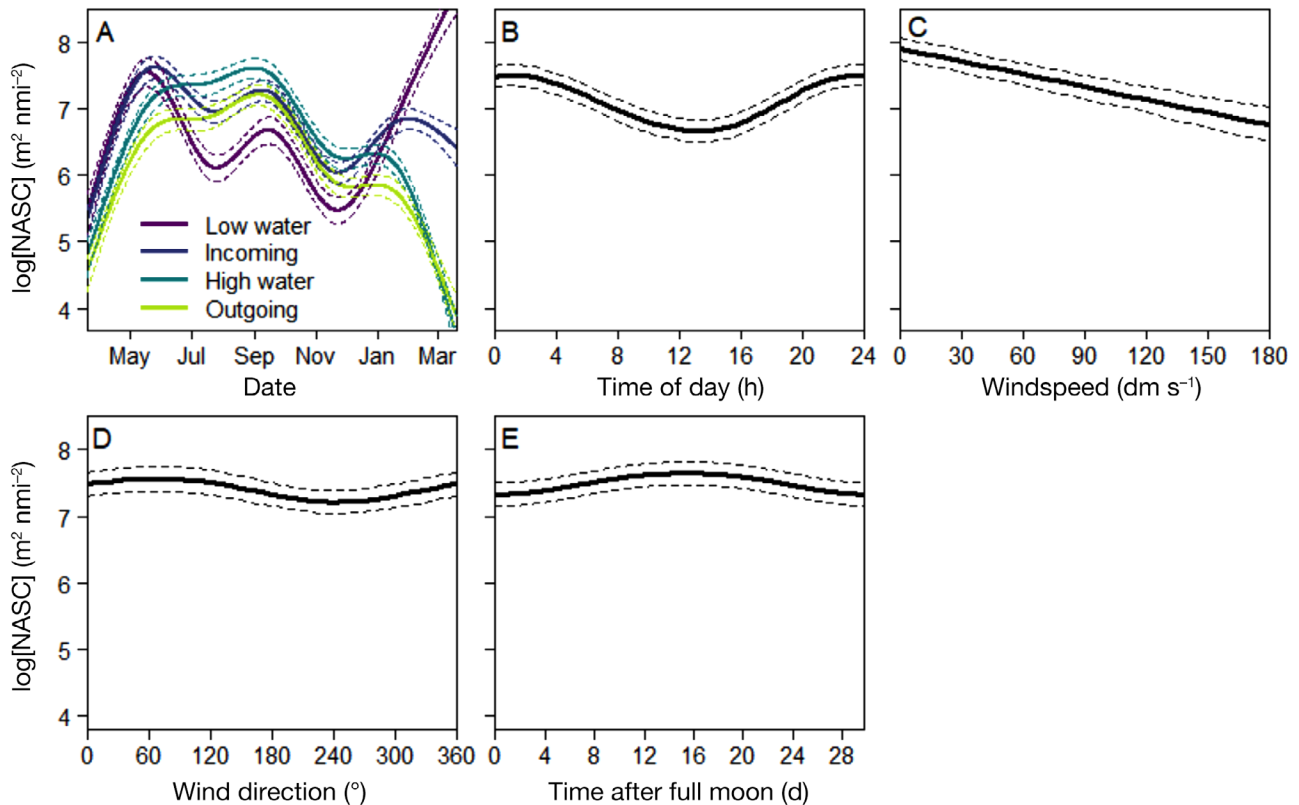 A
B
C
log[NASC] (m² nmi⁻²)
8
7
6
5
4
Low water
Incoming
High water
Outgoing
May Jul Sep Nov Jan Mar
0 4 8 12 16 20 24
0 30 60 90 120 150 180
Date
Time of day (h)
Windspeed (dm s⁻¹)
D
E
log[NASC] (m² nmi⁻²)
8
7
6
5
4
0 60 120 180 240 300 360
0 4 8 12 16 20 24 28
Wind direction (°)
Time after full moon (d)